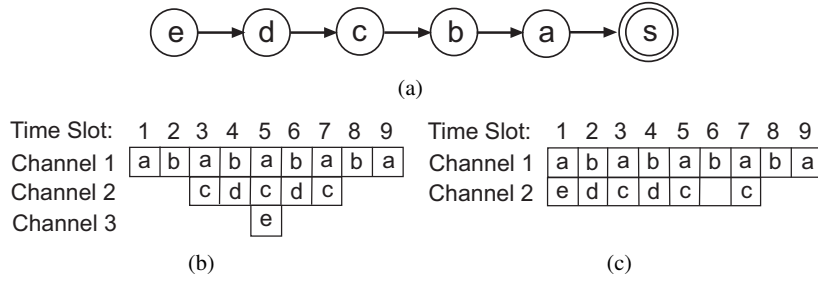 e d c b a s
(a)
Time Slot: 1 2 3 4 5 6 7 8 9
Channel 1 a b a b a b a b a
Channel 2 c d c d c
Channel 3 e
(b)
Time Slot: 1 2 3 4 5 6 7 8 9
Channel 1 a b a b a b a b a
Channel 2 e d c d c c
(c)